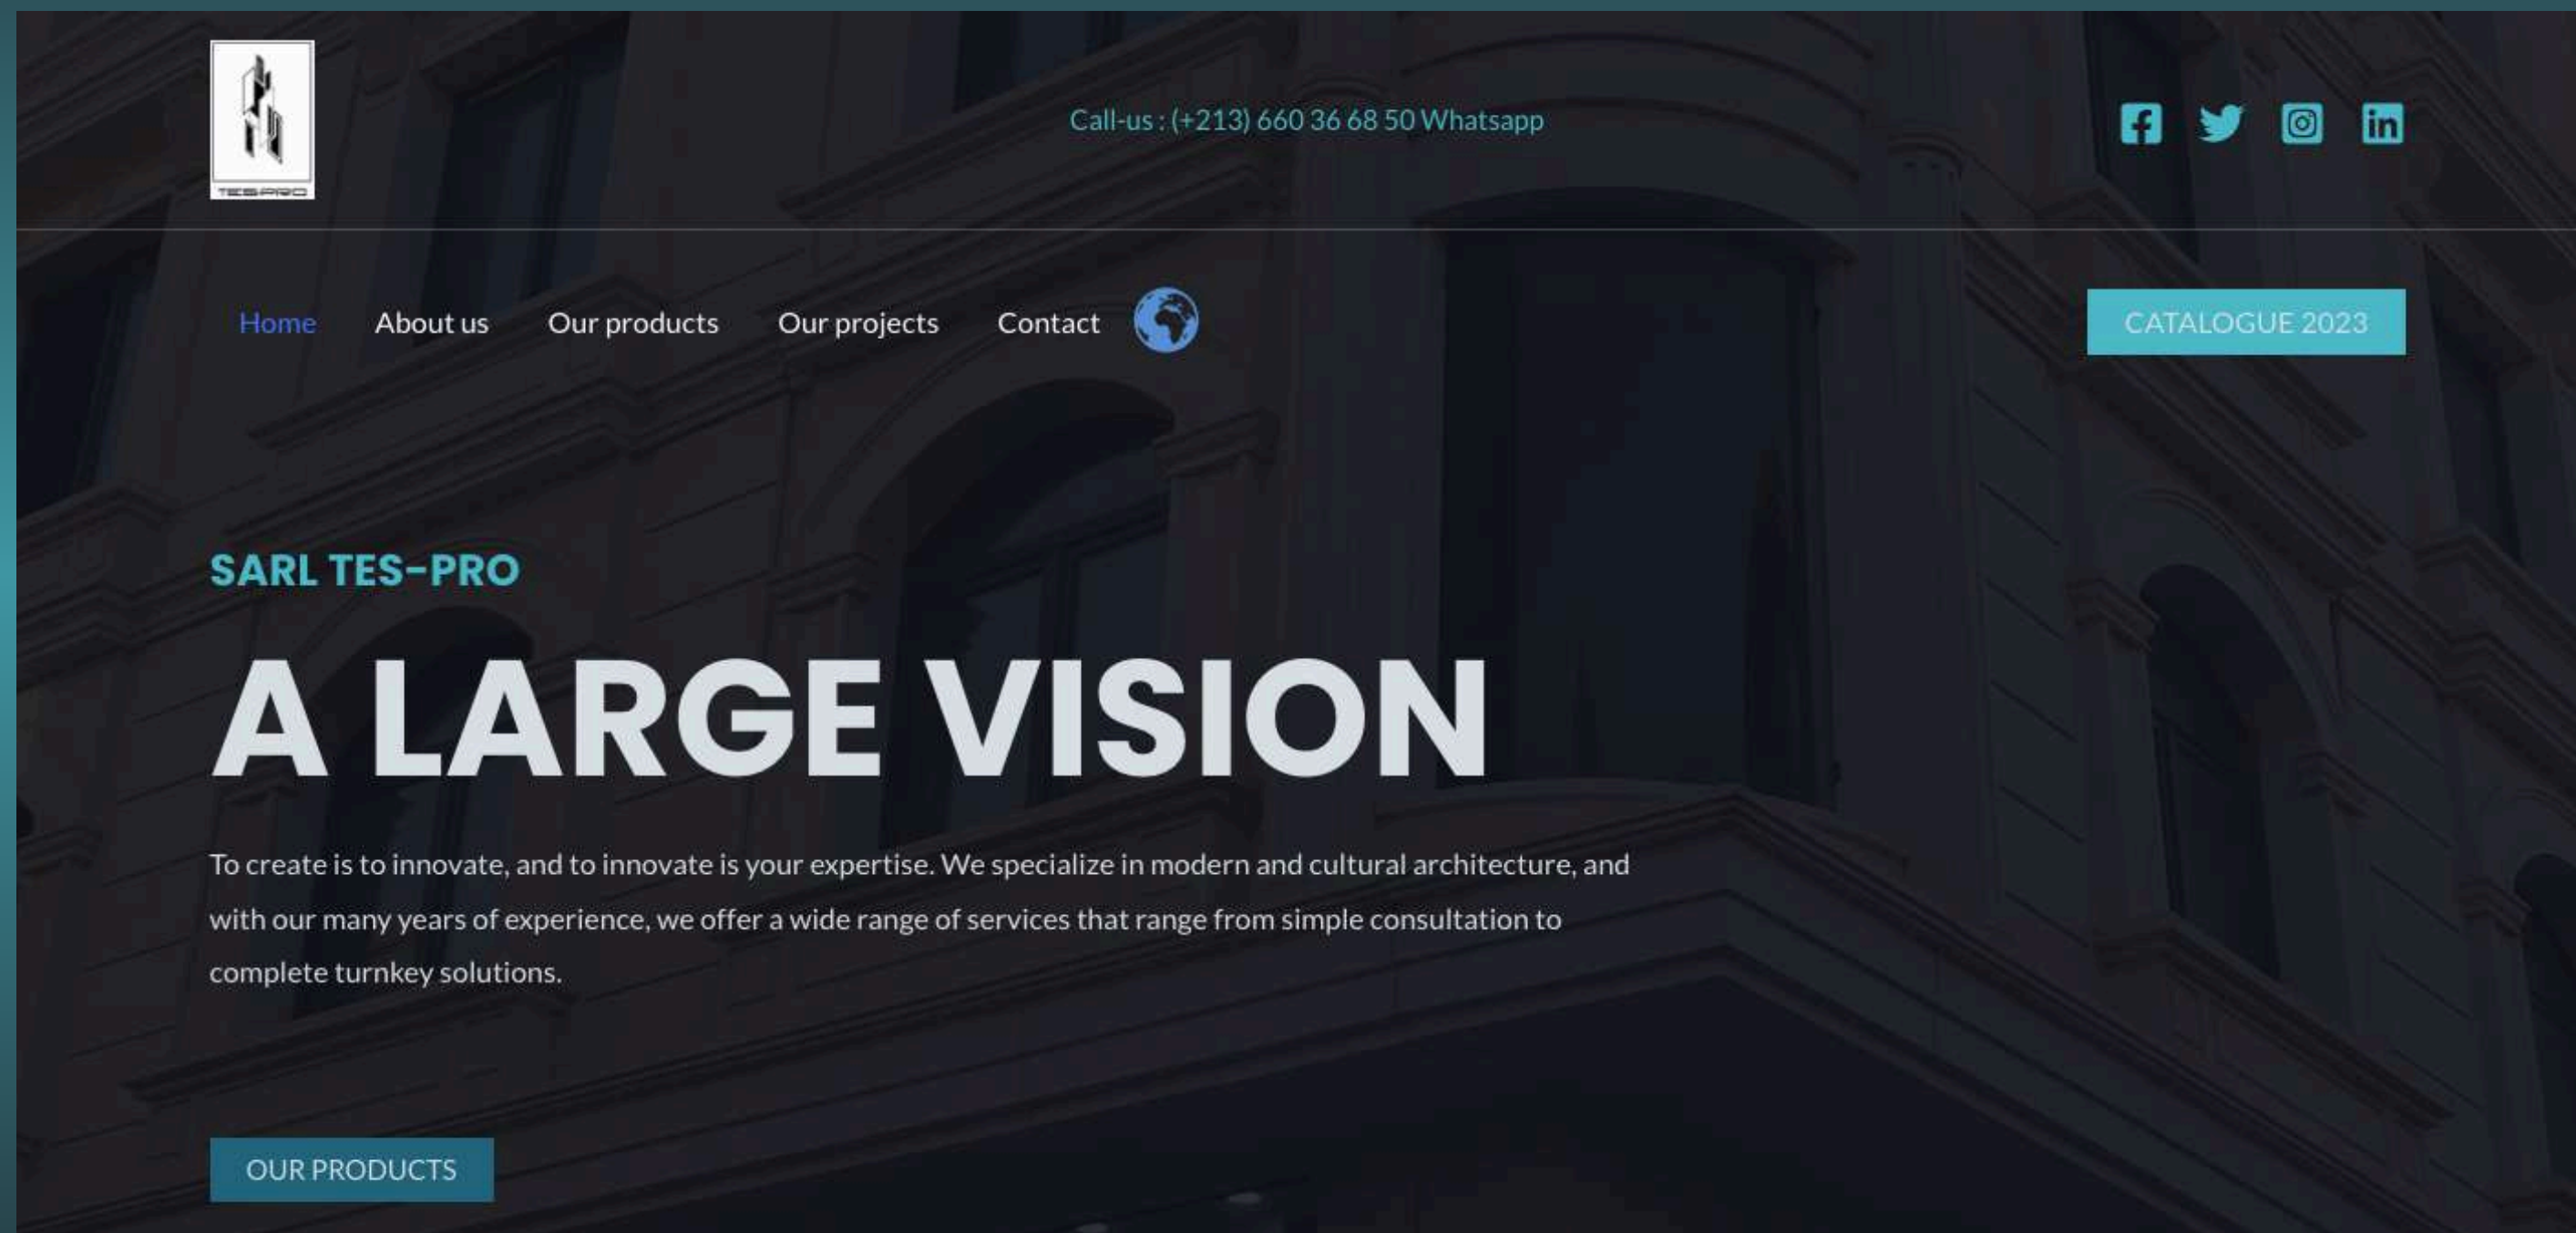 TES-PRO
Call-us : (+213) 660 36 68 50 Whatsapp
Home
About us
Our products
Our projects
Contact
CATALOGUE 2023
SARL TES-PRO
A LARGE VISION
To create is to innovate, and to innovate is your expertise. We specialize in modern and cultural architecture, and
with our many years of experience, we offer a wide range of services that range from simple consultation to
complete turnkey solutions.
OUR PRODUCTS